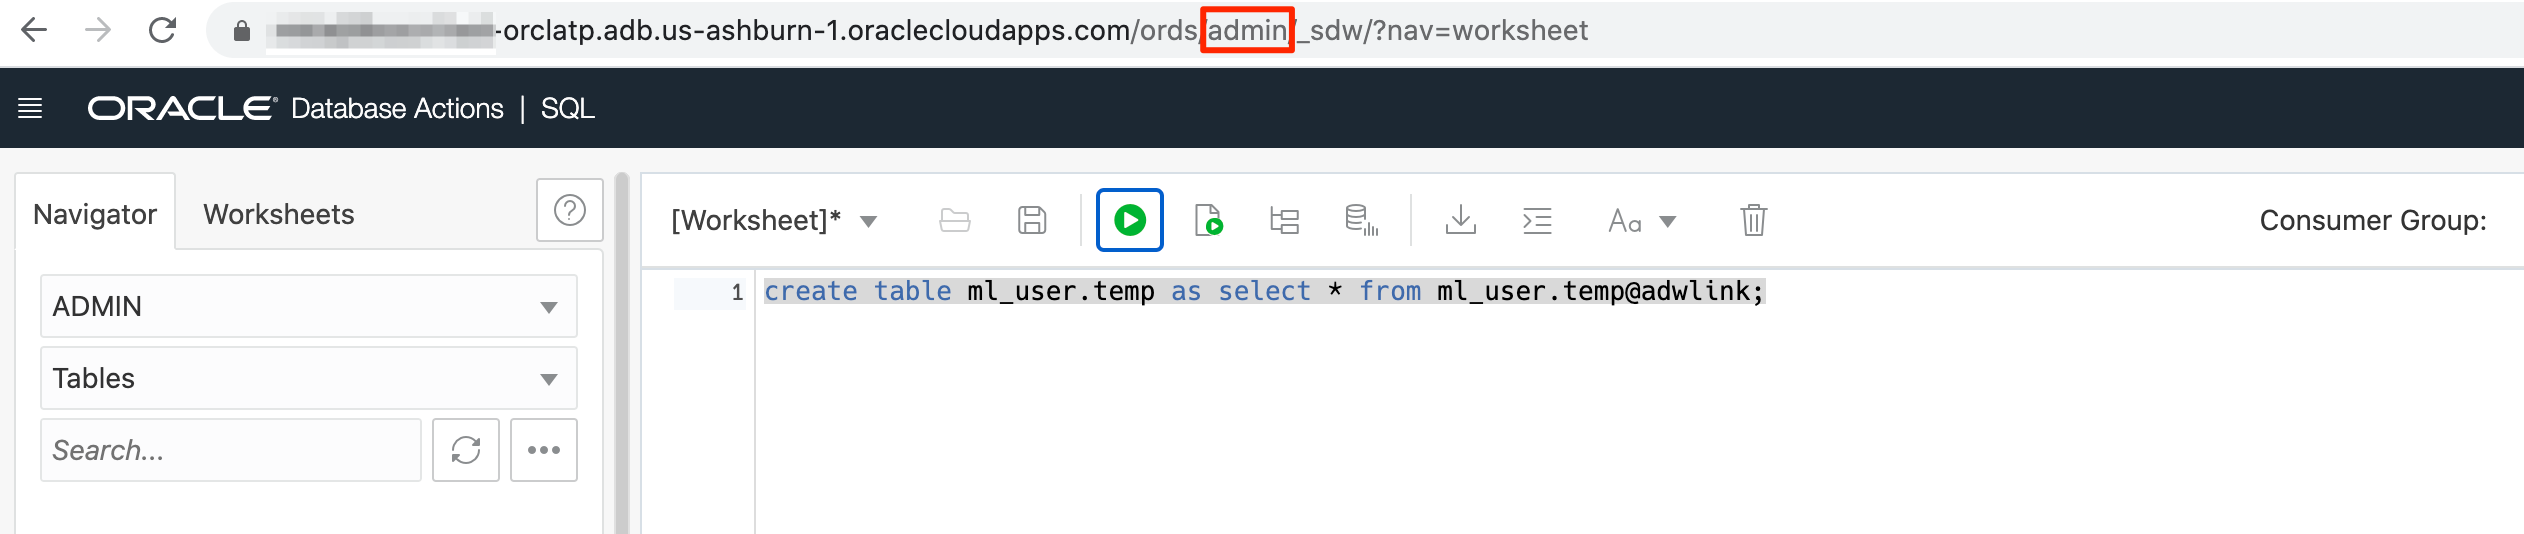 -orclatp.adb.us-ashburn-1.oraclecloudapps.com/ords/admin/_sdw/?nav=worksheet
ORACLE® Database Actions | SQL
Navigator Worksheets
[Worksheet]* Aa Consumer Group:
ADMIN
1 create table ml_user.temp as select * from ml_user.temp@adwlink;
Tables
Search...